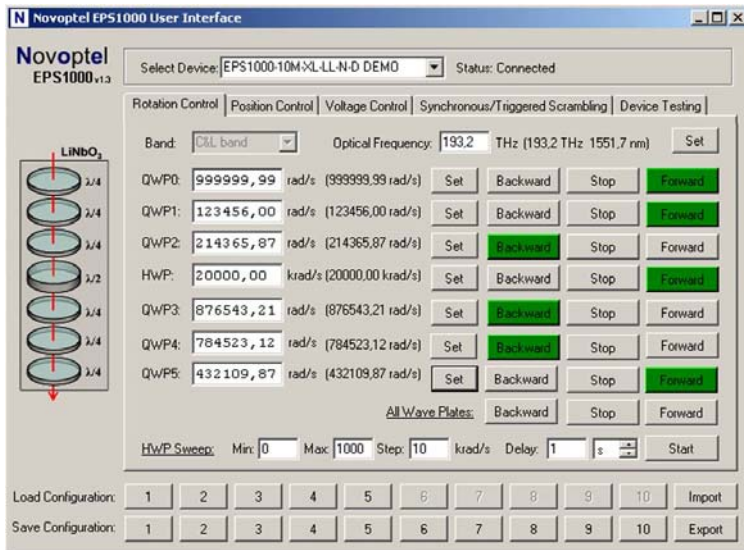 Novoptel EPS1000 User Interface
Novoptel
EPS1000 v1.3
Select Device: EPS1000-10M-XL-LL-N-D DEMO Status: Connected
Rotation Control Position Control Voltage Control Synchronous/Triggered Scrambling Device Testing
Band: C&L band Optical Frequency: 193,2 THz (193,2 THz 1551,7 nm) Set
LiNbO3
λ/4
λ/4
λ/4
λ/2
λ/4
λ/4
λ/4
QWP0: 999999,99 rad/s (999999,99 rad/s) Set Backward Stop Forward
QWP1: 123456,00 rad/s (123456,00 rad/s) Set Backward Stop Forward
QWP2: 214365,87 rad/s (214365,87 rad/s) Set Backward Stop Forward
HWP: 20000,00 krad/s (20000,00 krad/s) Set Backward Stop Forward
QWP3: 876543,21 rad/s (876543,21 rad/s) Set Backward Stop Forward
QWP4: 784523,12 rad/s (784523,12 rad/s) Set Backward Stop Forward
QWP5: 432109,87 rad/s (432109,87 rad/s) Set Backward Stop Forward
All Wave Plates: Backward Stop Forward
HWP Sweep: Min: 0 Max: 1000 Step: 10 krad/s Delay: 1 s Start
Load Configuration: 1 2 3 4 5 6 7 8 9 10 Import
Save Configuration: 1 2 3 4 5 6 7 8 9 10 Export